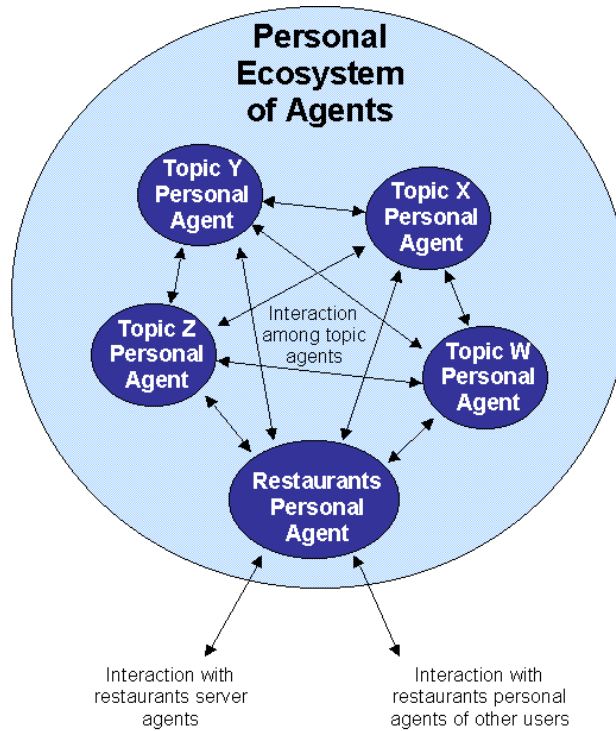 Personal
Ecosystem
of Agents
Topic Y
Personal
Agent
Topic X
Personal
Agent
Interaction
among topic
agents
Topic Z
Personal
Agent
Topic W
Personal
Agent
Restaurants
Personal
Agent
Interaction with
restaurants server
agents
Interaction with
restaurants personal
agents of other users